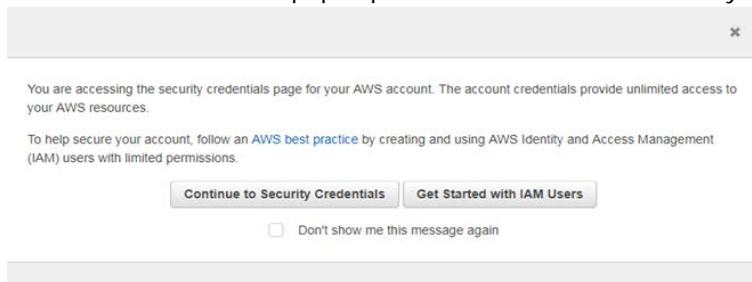 You are accessing the security credentials page for your AWS account. The account credentials provide unlimited access to
your AWS resources.
To help secure your account, follow an AWS best practice by creating and using AWS Identity and Access Management
(IAM) users with limited permissions.
Continue to Security Credentials Get Started with IAM Users
Don't show me this message again